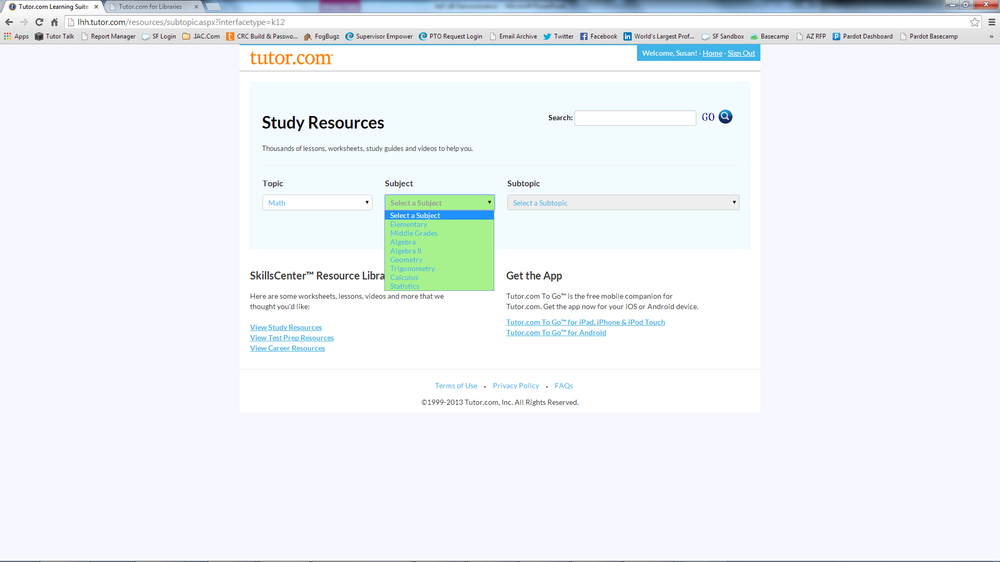 Tutor.com Learning Suite
Tutor.com for Libraries
lhh.tutor.com/resources/subtopic.aspx?interfacetype=k12
Apps Tutor Talk Report Manager SF Login .IAC.Com CRC Build & Passwo... FogBugz Supervisor Empower PTO Request Login Email Archive Twitter Facebook World's Largest Prof... SF Sandbox Basecamp AZ RFP Pardot Dashboard Pardot Basecamp »
tutor.com™
Welcome, Susan! · Home · Sign Out
Study Resources
Search: GO
Thousands of lessons, worksheets, study guides and videos to help you.
Topic Subject Subtopic
Math Select a Subject Select a Subtopic
Select a Subject
Elementary
Middle Grades
Algebra
Algebra II
Geometry
Trigonometry
Calculus
Statistics
SkillsCenter™ Resource Libra
Here are some worksheets, lessons, videos and more that we
thought you'd like:
View Study Resources
View Test Prep Resources
View Career Resources
Get the App
Tutor.com To Go™ is the free mobile companion for
Tutor.com. Get the app now for your iOS or Android device.
Tutor.com To Go™ for iPad, iPhone & iPod Touch
Tutor.com To Go™ for Android
Terms of Use • Privacy Policy • FAQs
©1999-2013 Tutor.com, Inc. All Rights Reserved.